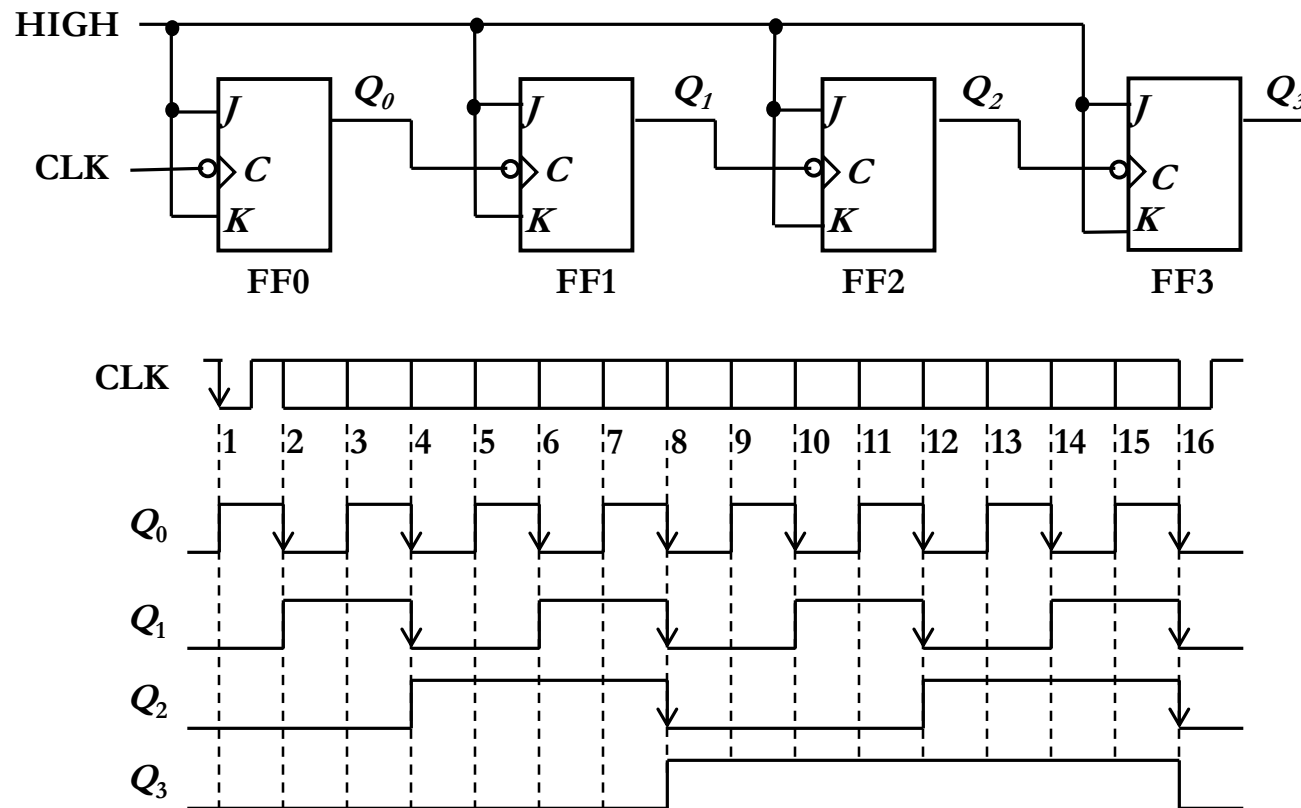 HIGH
Q0 Q1 Q2 Q3
J J J J
CLK C C C C
K K K K
FF0 FF1 FF2 FF3
CLK
1 2 3 4 5 6 7 8 9 10 11 12 13 14 15 16
Q0
Q1
Q2
Q3